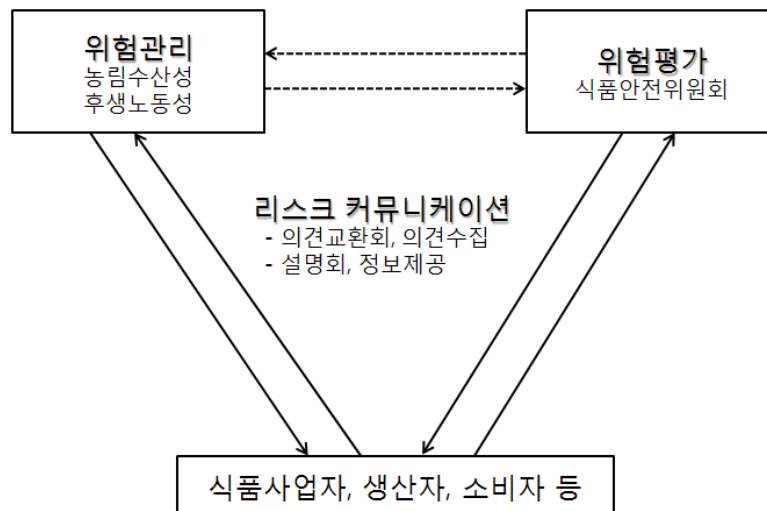 위험관리
농림수산성
후생노동성
위험평가
식품안전위원회
리스크 커뮤니케이션
- 의견교환회, 의견수집
- 설명회, 정보제공
식품사업자, 생산자, 소비자 등